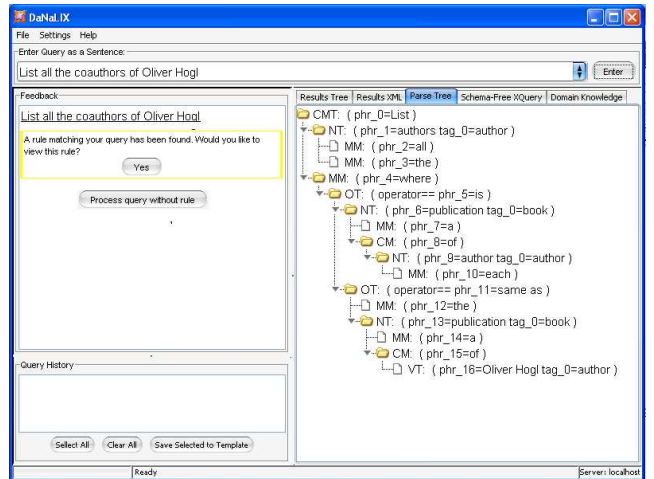 DaNaLIX
File Settings Help
Enter Query as a Sentence:
List all the coauthors of Oliver Hogl
Enter
Feedback
List all the coauthors of Oliver Hogl
A rule matching your query has been found. Would you like to
view this rule?
Yes
Process query without rule
Query History
Sellect All Clear All Save Selected to Template
Results Tree Results XML Parse Tree Schema-Free XQuery Domain Knowledge
CMT: ( phr_0=List )
NT: ( phr_1=authors tag_0=author )
MM: ( phr_2=all )
MM: ( phr_3=the )
MM: ( phr_4=where )
OT: ( operator== phr_5=is )
NT: ( phr_6=publication tag_0=book )
MM: ( phr_7=a )
CM: ( phr_8=of )
NT: ( phr_9=author tag_0=author )
MM: ( phr_10=each )
OT: ( operator== phr_11=same as )
MM: ( phr_12=the )
NT: ( phr_13=publication tag_0=book )
MM: ( phr_14=a )
CM: ( phr_15=of )
VT: ( phr_16=Oliver Hogl tag_0=author )
Ready Server: localhost